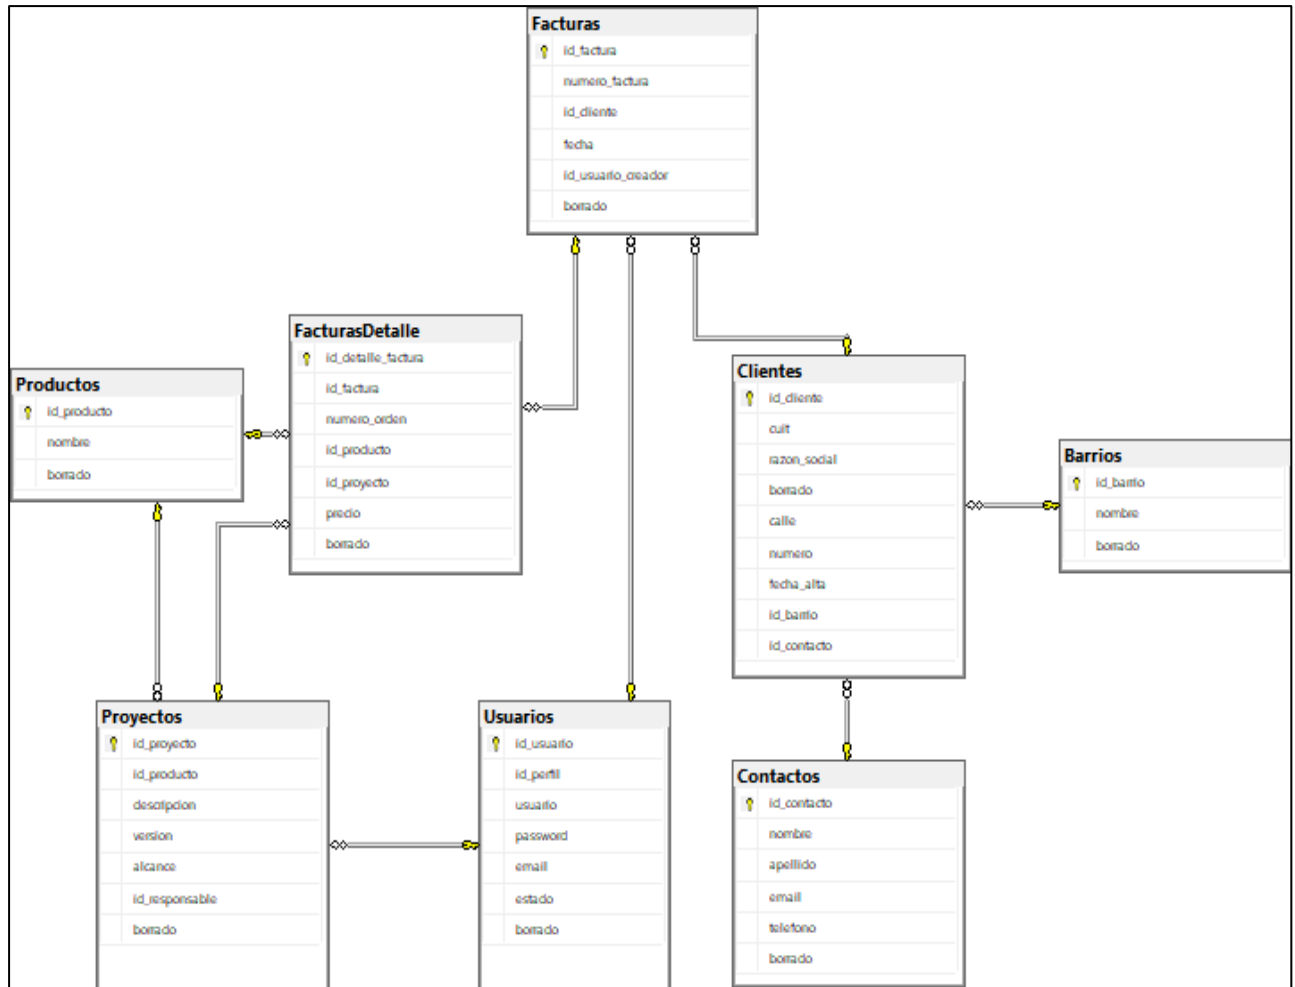 Facturas
id_factura
numero_factura
id_cliente
fecha
id_usuario_creador
borrado
FacturasDetalle
id_detalle_factura
id_factura
numero_orden
id_producto
id_proyecto
precio
borrado
Productos
id_producto
nombre
borrado
Clientes
id_cliente
cuit
razon_social
borrado
calle
numero
fecha_alta
id_barrio
id_contacto
Barrios
id_barrio
nombre
borrado
Proyectos
id_proyecto
id_producto
descripcion
version
alcance
id_responsable
borrado
Usuarios
id_usuario
id_perfil
usuario
password
email
estado
borrado
Contactos
id_contacto
nombre
apellido
email
telefono
borrado